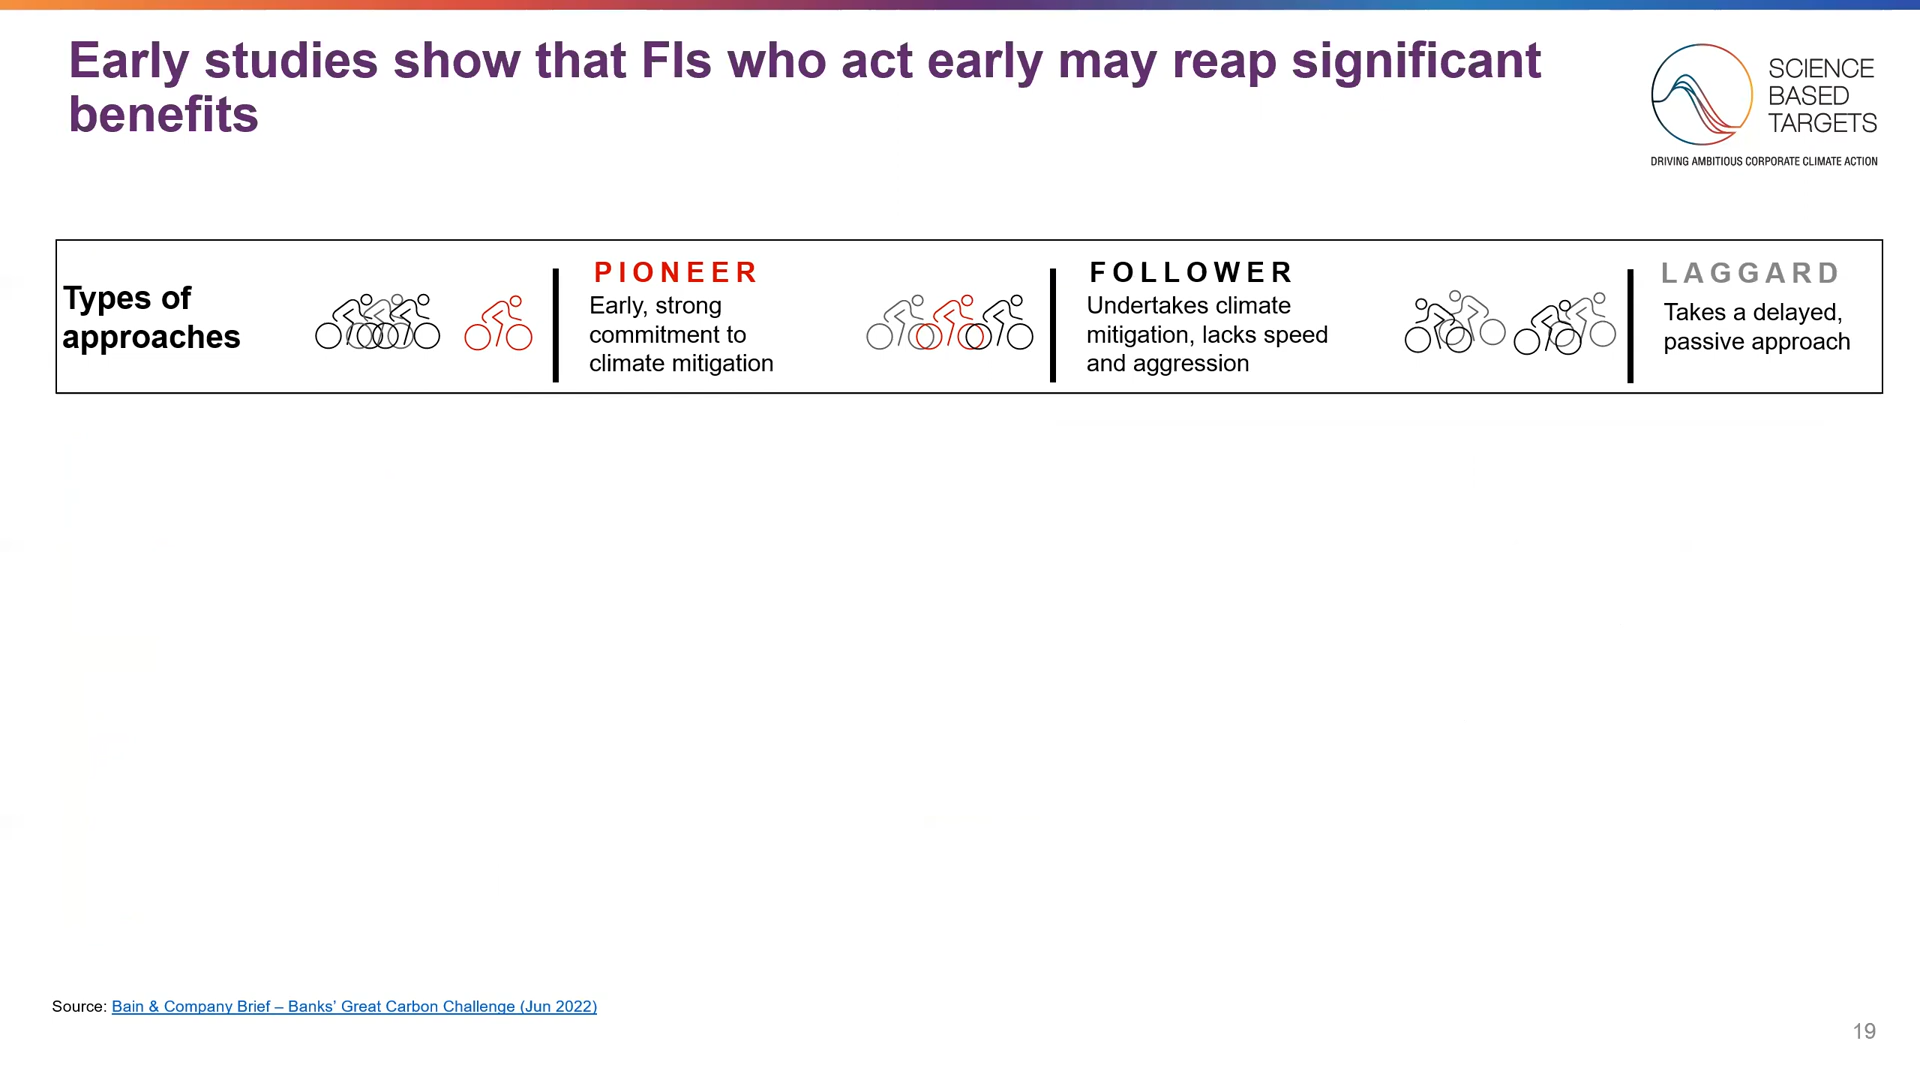 Early studies show that FIs who act early may reap significant
benefits
SCIENCE
BASED
TARGETS
DRIVING AMBITIOUS CORPORATE CLIMATE ACTION
Types of
approaches
PIONEER
Early, strong
commitment to
climate mitigation
FOLLOWER
Undertakes climate
mitigation, lacks speed
and aggression
LAGGARD
Takes a delayed,
passive approach
Source: Bain & Company Brief – Banks’ Great Carbon Challenge (Jun 2022)
19